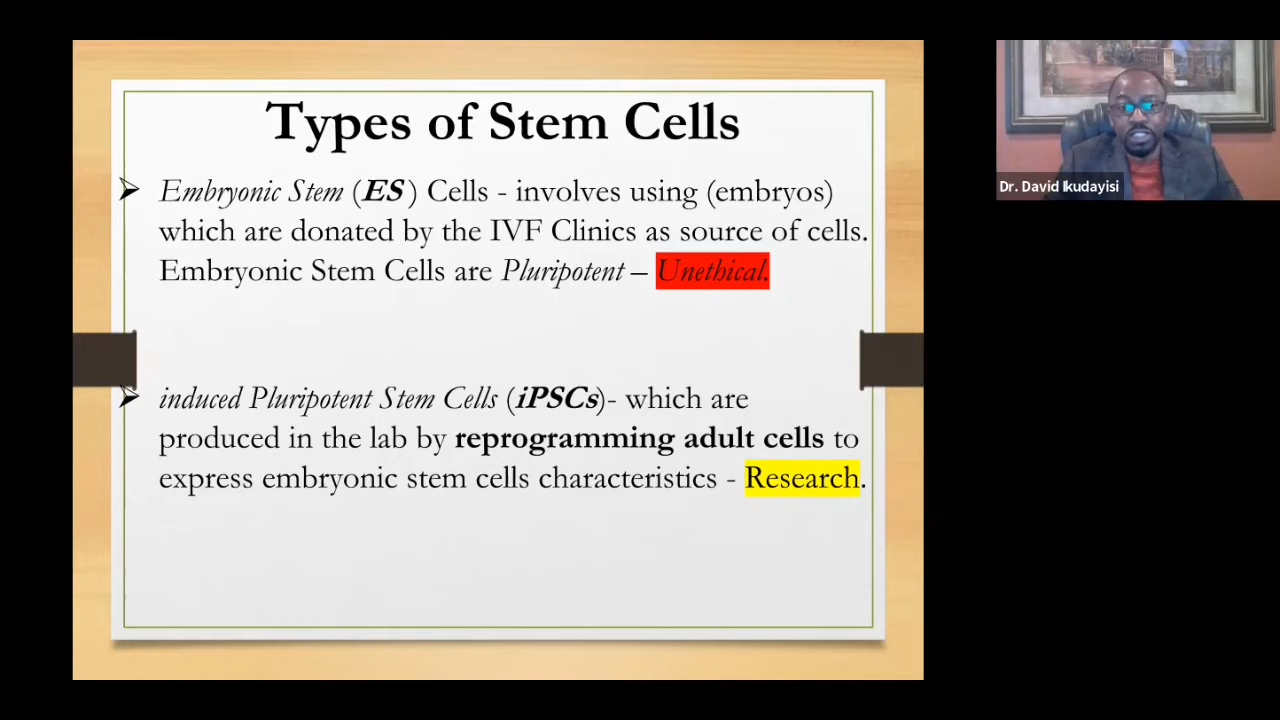 Types of Stem Cells
➢ Embryonic Stem (ES ) Cells - involves using (embryos)
which are donated by the IVF Clinics as source of cells.
Embryonic Stem Cells are Pluripotent – Unethical.
➢ induced Pluripotent Stem Cells (iPSCs)- which are
produced in the lab by reprogramming adult cells to
express embryonic stem cells characteristics - Research.
Dr. David Ikudayisi